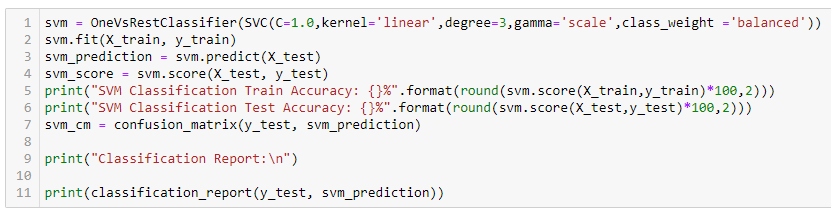 1 svm = OneVsRestClassifier(SVC(C=1.0,kernel='linear',degree=3,gamma='scale',class_weight ='balanced'))
2 svm.fit(X_train, y_train)
3 svm_prediction = svm.predict(X_test)
4 svm_score = svm.score(X_test, y_test)
5 print("SVM Classification Train Accuracy: {}%".format(round(svm.score(X_train,y_train)*100,2)))
6 print("SVM Classification Test Accuracy: {}%".format(round(svm.score(X_test,y_test)*100,2)))
7 svm_cm = confusion_matrix(y_test, svm_prediction)
8
9 print("Classification Report:\n")
10
11 print(classification_report(y_test, svm_prediction))